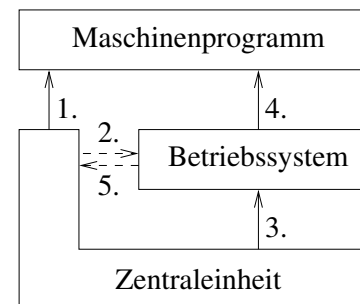 Maschinenprogramm
1.
4.
2.
Betriebssystem
5.
3.
Zentraleinheit